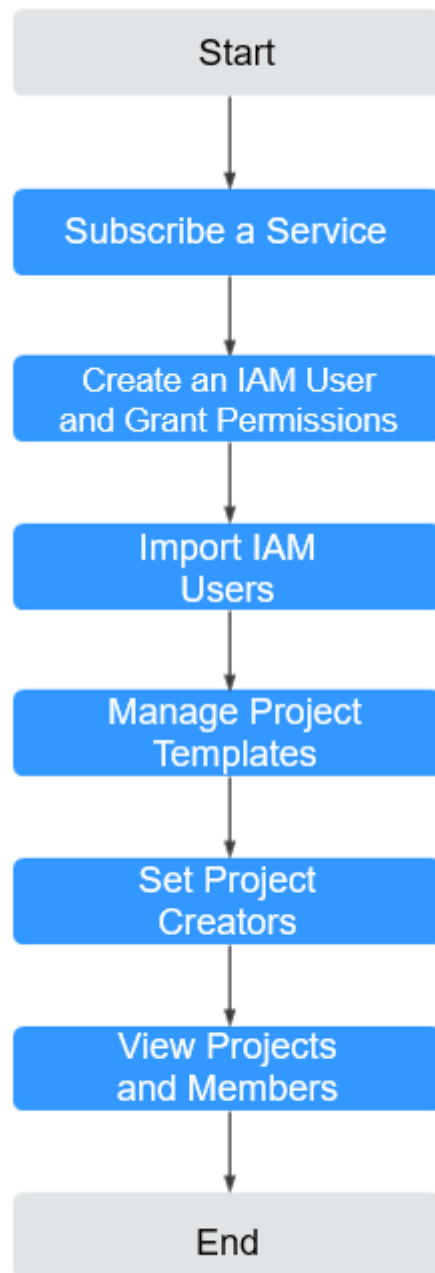 Start
Subscribe a Service
Create an IAM User
and Grant Permissions
Import IAM
Users
Manage Project
Templates
Set Project
Creators
View Projects
and Members
End